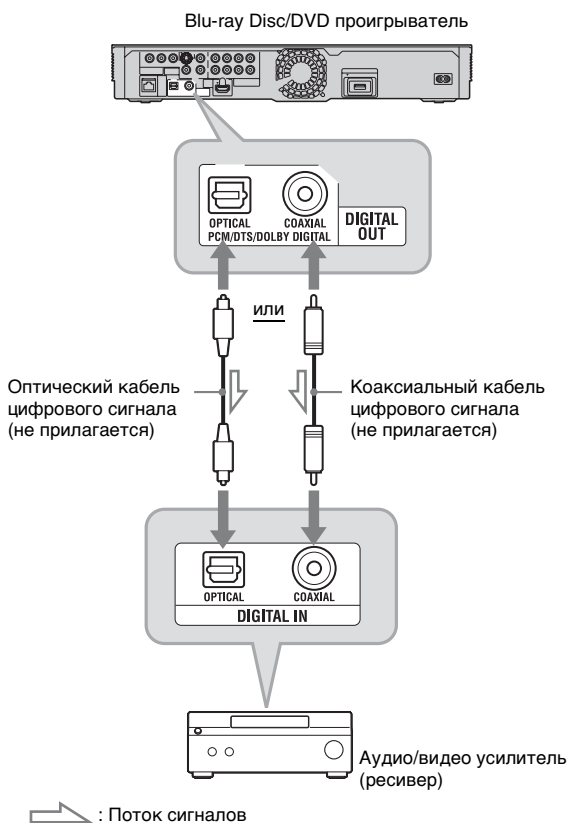 Blu-ray Disc/DVD проигрыватель
OPTICAL
COAXIAL
PCM/DTS/DOLBY DIGITAL
DIGITAL
OUT
или
Оптический кабель
цифрового сигнала
(не прилагается)
Коаксиальный кабель
цифрового сигнала
(не прилагается)
OPTICAL
COAXIAL
DIGITAL IN
Аудио/видео усилитель
(ресивер)
: Поток сигналов